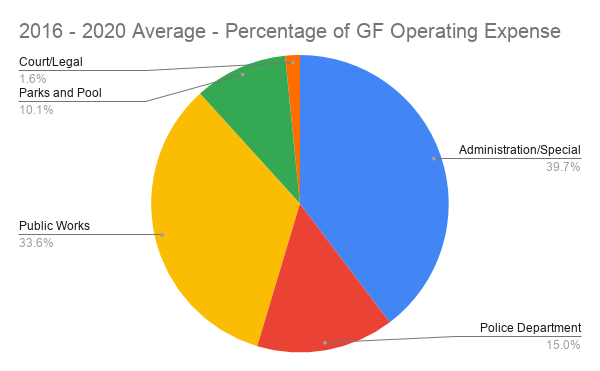 2016 - 2020 Average - Percentage of GF Operating Expense
Court/Legal
1.6%
Parks and Pool
10.1%
Administration/Special
39.7%
Public Works
33.6%
Police Department
15.0%